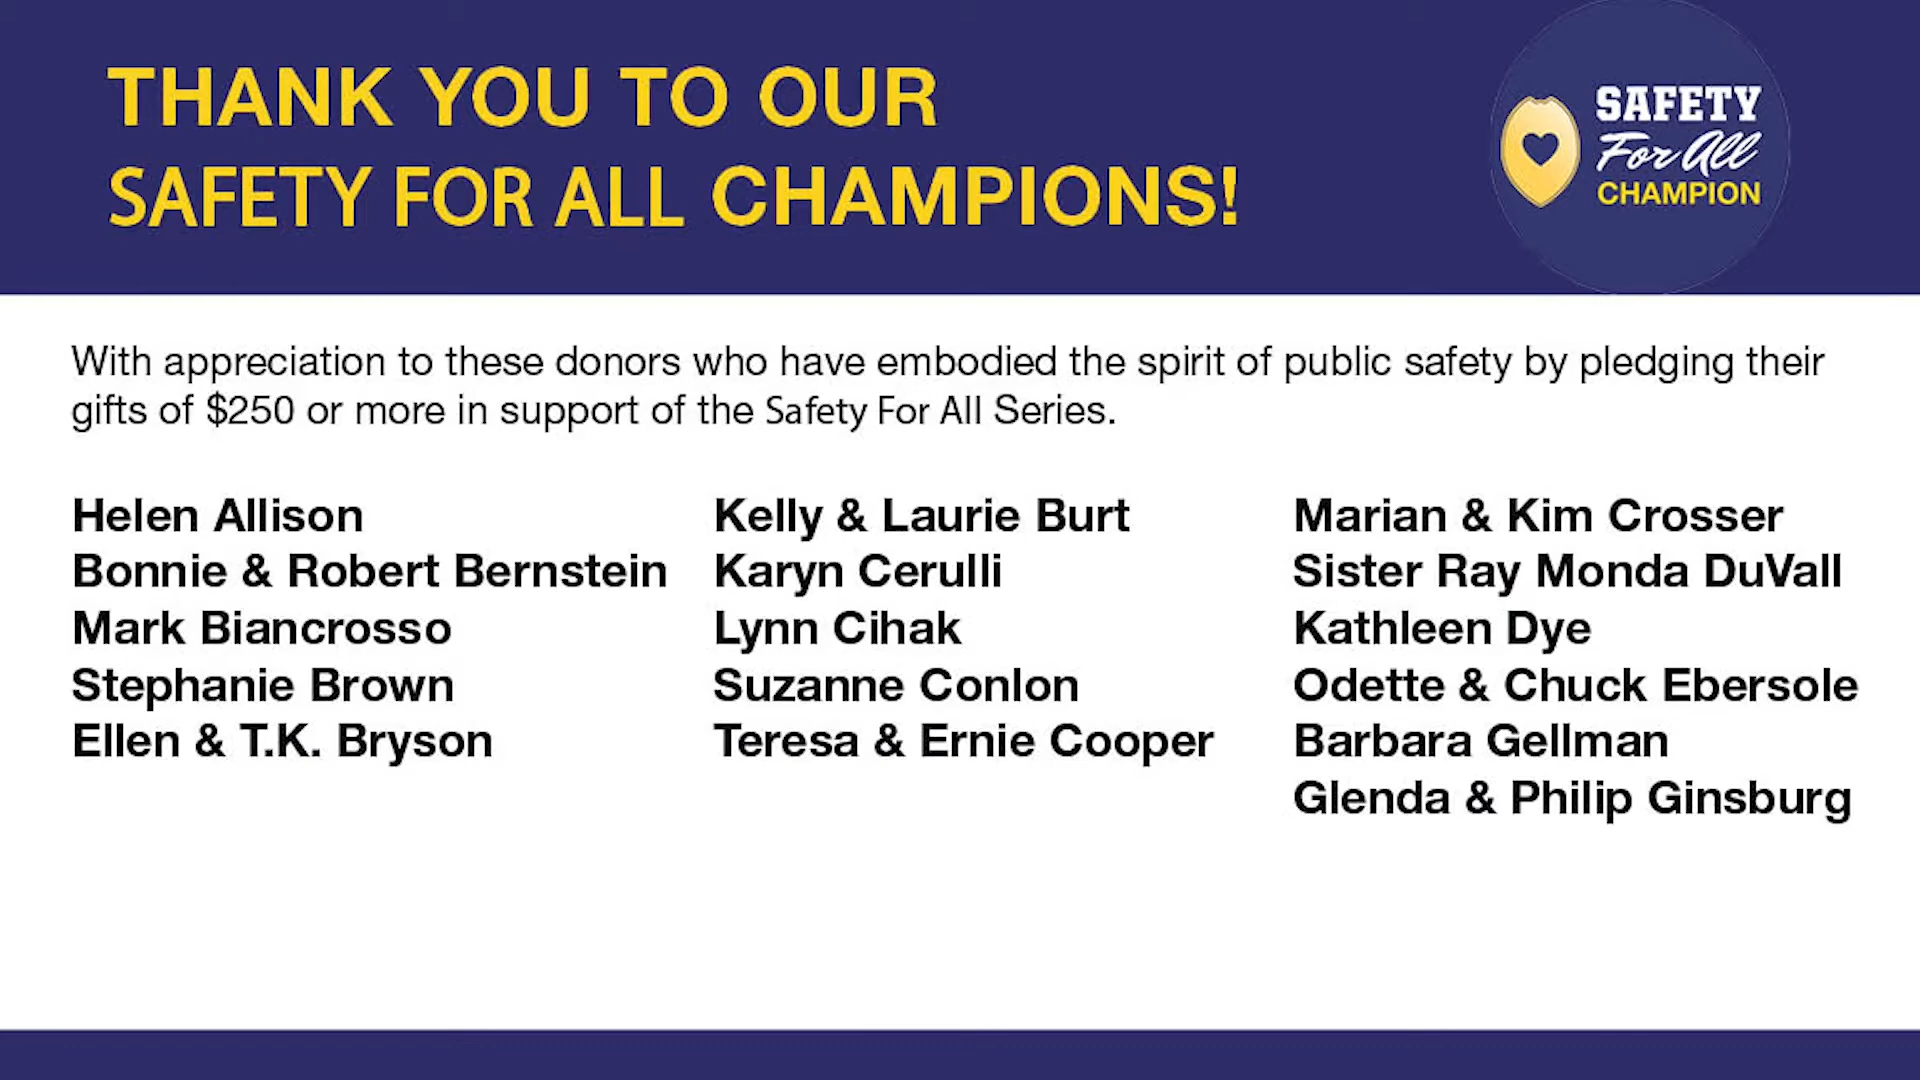 THANK YOU TO OUR
SAFETY FOR ALL CHAMPIONS!
SAFETY
For All
CHAMPION
With appreciation to these donors who have embodied the spirit of public safety by pledging their
gifts of $250 or more in support of the Safety For All Series.
Helen Allison
Bonnie & Robert Bernstein
Mark Biancrosso
Stephanie Brown
Ellen & T.K. Bryson
Kelly & Laurie Burt
Karyn Cerulli
Lynn Cihak
Suzanne Conlon
Teresa & Ernie Cooper
Marian & Kim Crosser
Sister Ray Monda DuVall
Kathleen Dye
Odette & Chuck Ebersole
Barbara Gellman
Glenda & Philip Ginsburg